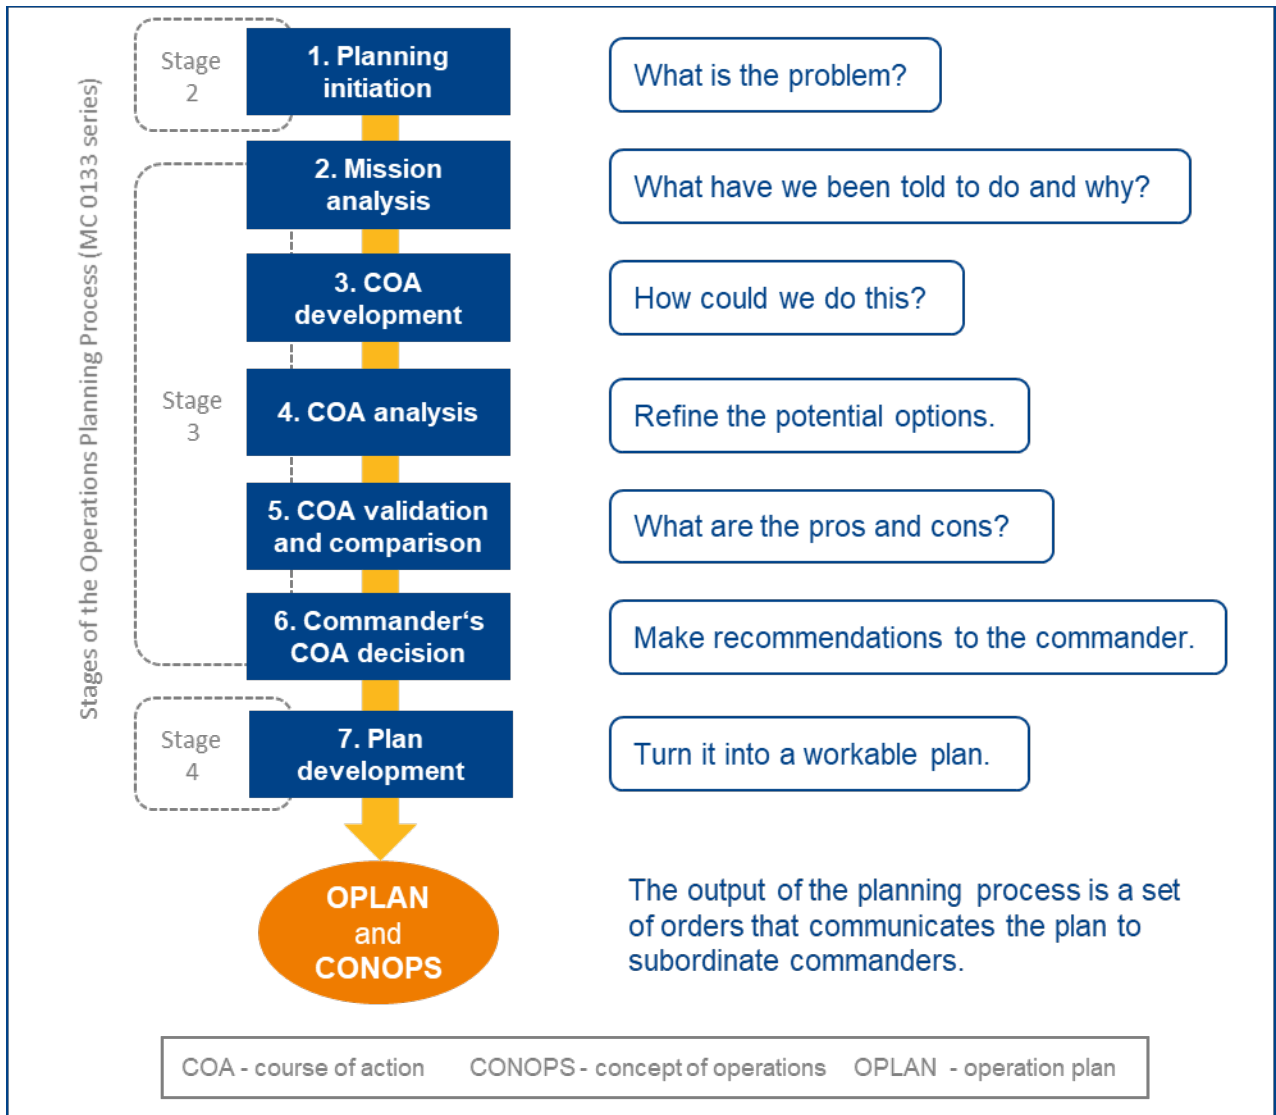 Stages of the Operations Planning Process (MC 0133 series)
Stage
2
1. Planning
initiation
What is the problem?
2. Mission
analysis
What have we been told to do and why?
3. COA
development
How could we do this?
Stage
3
4. COA analysis
Refine the potential options.
5. COA validation
and comparison
What are the pros and cons?
6. Commander‘s
COA decision
Make recommendations to the commander.
Stage
4
7. Plan
development
Turn it into a workable plan.
OPLAN
and
CONOPS
The output of the planning process is a set
of orders that communicates the plan to
subordinate commanders.
COA - course of action CONOPS - concept of operations OPLAN - operation plan